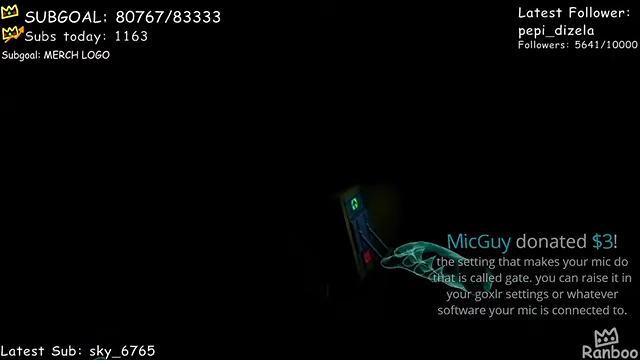 SUBGOAL: 80767/83333
Subs today: 1163
Subgoal: MERCH LOGO
Latest Follower:
pepi_dizela
Followers: 5641/10000
MicGuy donated $3!
the setting that makes your mic do
that is called gate. you can raise it in
your goxlr settings or whatever
software your mic is connected to.
Latest Sub: sky_6765
Ranboo